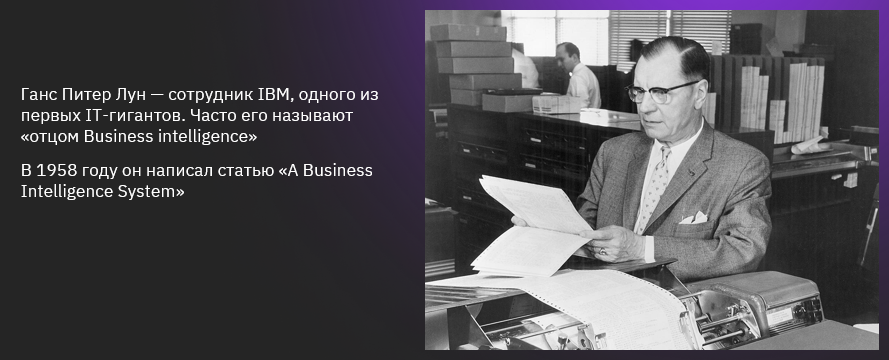 Ганс Питер Лун — сотрудник IBM, одного из
первых IT-гигантов. Часто его называют
«отцом Business intelligence»
В 1958 году он написал статью «A Business
Intelligence System»